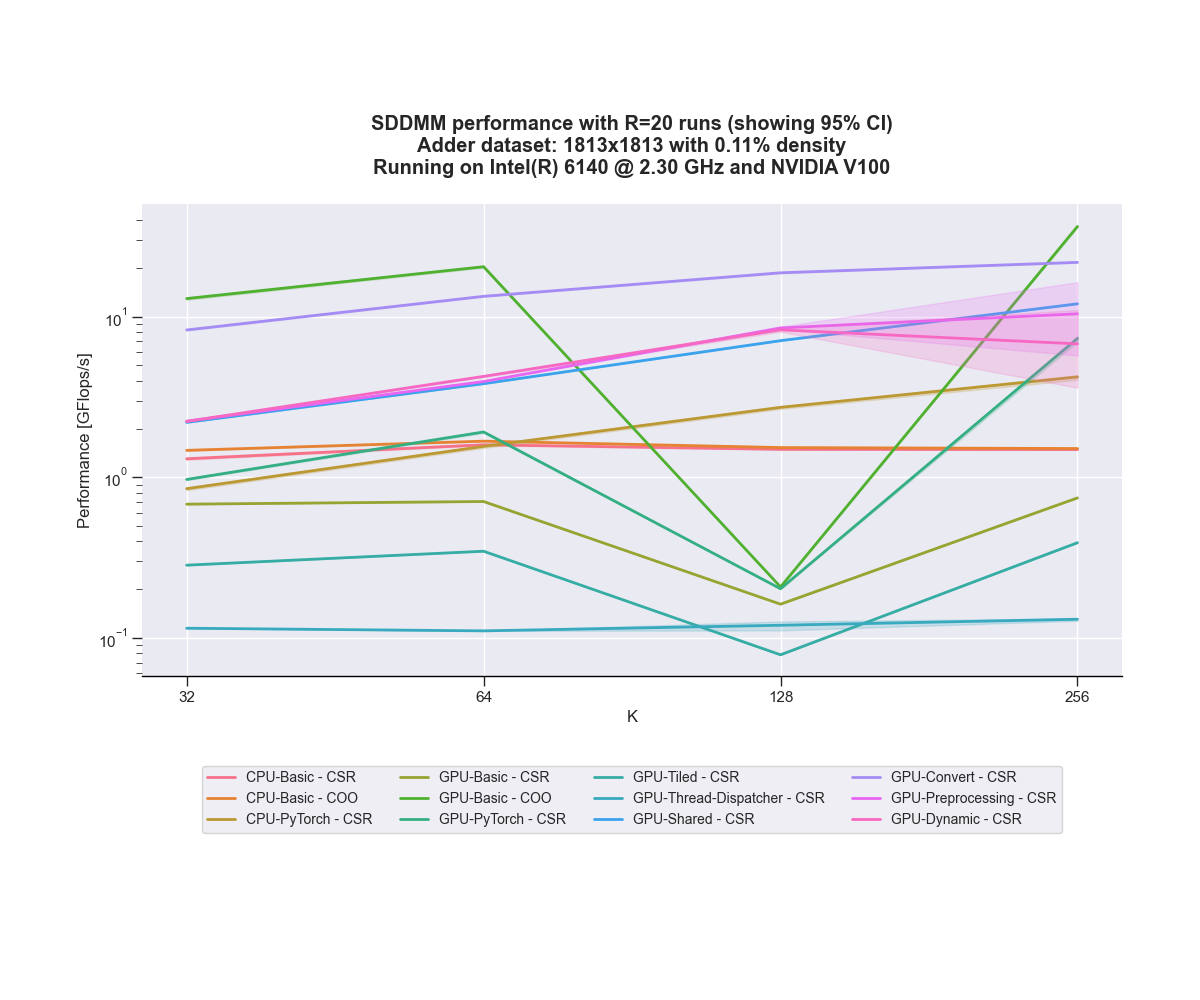 SDDMM performance with R=20 runs (showing 95% CI)
Adder dataset: 1813x1813 with 0.11% density
Running on Intel(R) 6140 @ 2.30 GHz and NVIDIA V100
Performance [GFlops/s]
10^1
10^0
10^-1
32 64 128 256
K
CPU-Basic - CSR GPU-Basic - CSR GPU-Tiled - CSR GPU-Convert - CSR
CPU-Basic - COO GPU-Basic - COO GPU-Thread-Dispatcher - CSR GPU-Preprocessing - CSR
CPU-PyTorch - CSR GPU-PyTorch - CSR GPU-Shared - CSR GPU-Dynamic - CSR